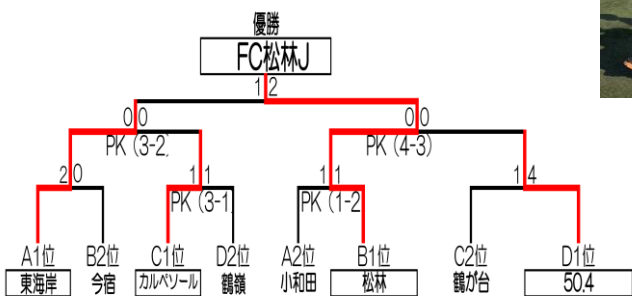 優勝
FC松林J
1 2
0 0
0 0
PK (3-2)
PK (4-3)
2 0
1 1
1 1
1 4
PK (3-1)
PK (1-2)
A1位 B2位 C1位 D2位 A2位 B1位 C2位 D1位
東海岸 今宿 カルペソール 鶴嶺 小和田 松林 鶴が台 50.4